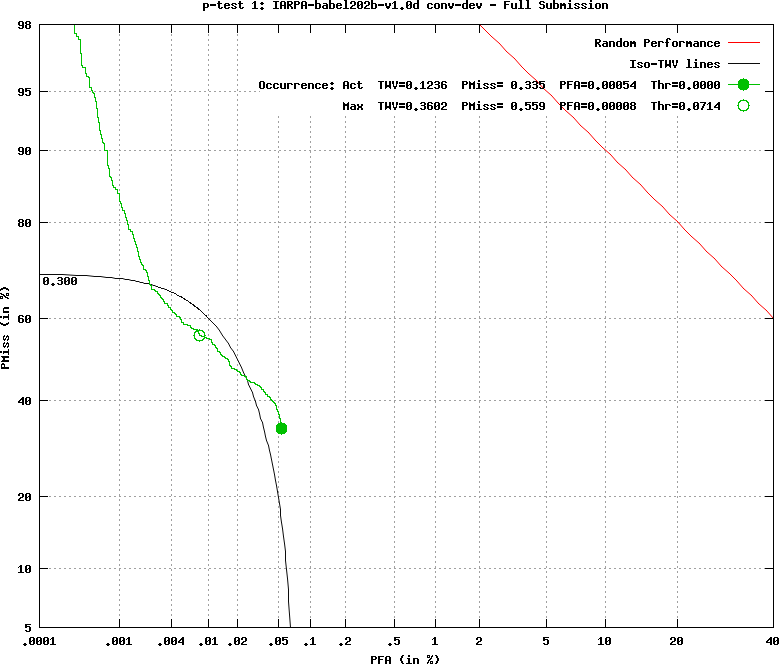 p-test 1: IARPA-babel202b-v1.0d conv-dev - Full Submission
Random Performance
Iso-TWV lines
Occurrence: Act TWV=0.1236 PMiss= 0.335 PFA=0.00054 Thr=0.0000
Max TWV=0.3602 PMiss= 0.559 PFA=0.00008 Thr=0.0714
98
95
90
80
60
40
20
10
5
PMiss (in %)
0.300
.0001 .001 .004 .01 .02 .05 .1 .2 .5 1 2 5 10 20 40
PFA (in %)